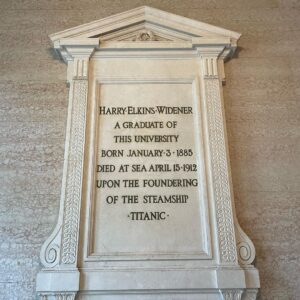 HARRY·ELKINS·WIDENER
A GRADUATE OF
THIS UNIVERSITY
BORN JANUARY·3·1885
DIED AT SEA APRIL 15·1912
UPON THE FOUNDERING
OF THE STEAMSHIP
·TITANIC·